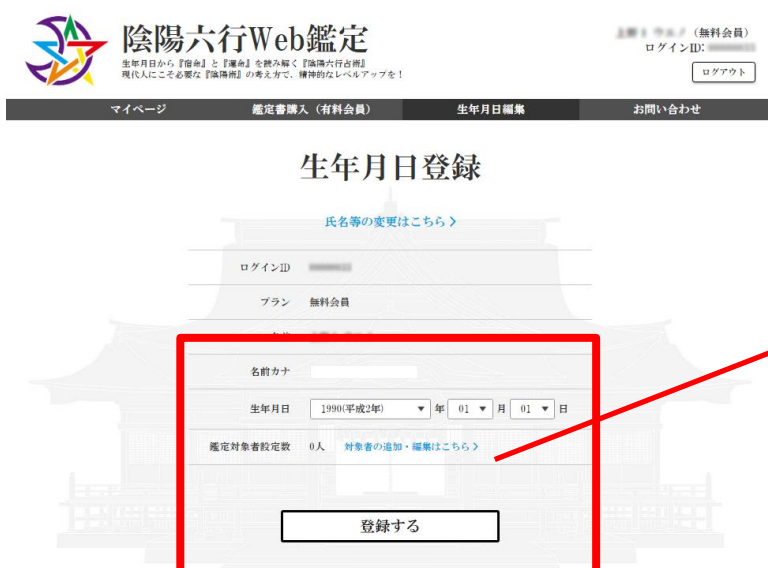 陰陽六行Web鑑定
生年月日から『宿命』と『運命』を読み解く『陰陽六行占術』
現代人にこそ必要な『陰陽術』の考え方で、精神的なレベルアップを！
(無料会員)
ログインID:
ログアウト
マイページ 鑑定書購入（有料会員） 生年月日編集 お問い合わせ
生年月日登録
氏名等の変更はこちら >
ログインID
プラン 無料会員
名前カナ
生年月日 1990(平成2年) ▼ 年 01 ▼ 月 01 ▼ 日
鑑定対象者設定数 0人 対象者の追加・編集はこちら >
登録する